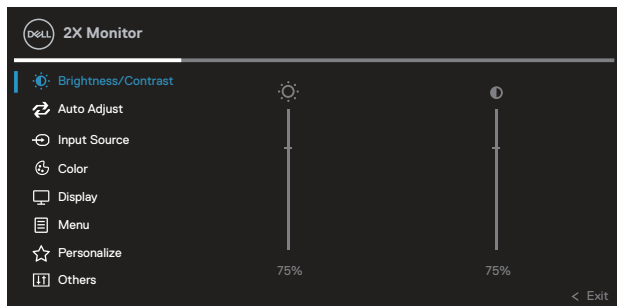 DELL 2X Monitor
Brightness/Contrast
Auto Adjust
Input Source
Color
Display
Menu
Personalize
Others
75% 75%
< Exit